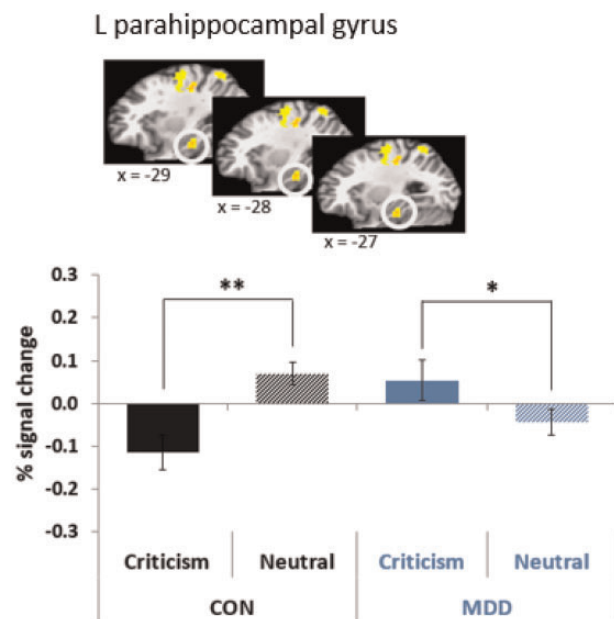 L parahippocampal gyrus
x = -29
x = -28
x = -27
% signal change
0.3
0.2
0.1
0.0
-0.1
-0.2
-0.3
**
*
Criticism Neutral Criticism Neutral
CON MDD